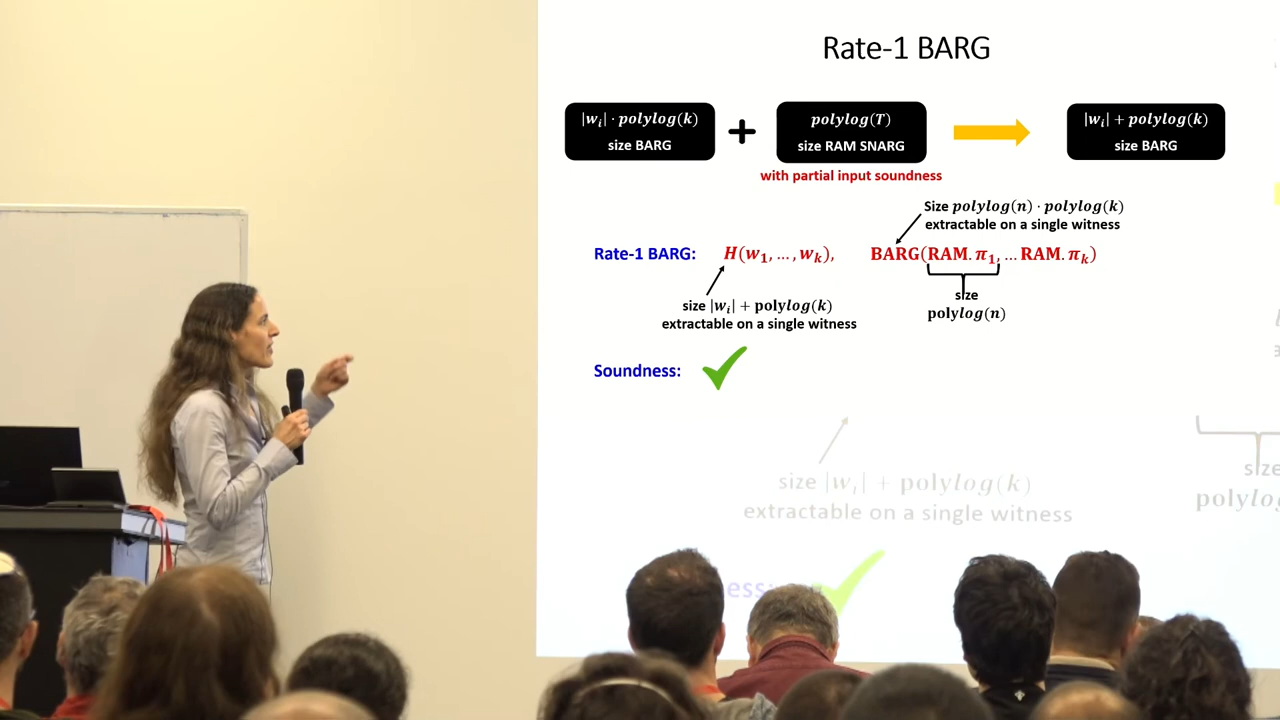 Rate-1 BARG
|w_i| · polylog(k)
size BARG
+
polylog(T)
size RAM SNARG
with partial input soundness
|w_i| + polylog(k)
size BARG
Size polylog(n) · polylog(k)
extractable on a single witness
Rate-1 BARG: H(w_1, …, w_k), BARG(RAM. π_1, … RAM. π_k)
size |w_i| + polylog(k)
extractable on a single witness
size
polylog(n)
Soundness:
size |w_i| + polylog(k)
extractable on a single witness
size